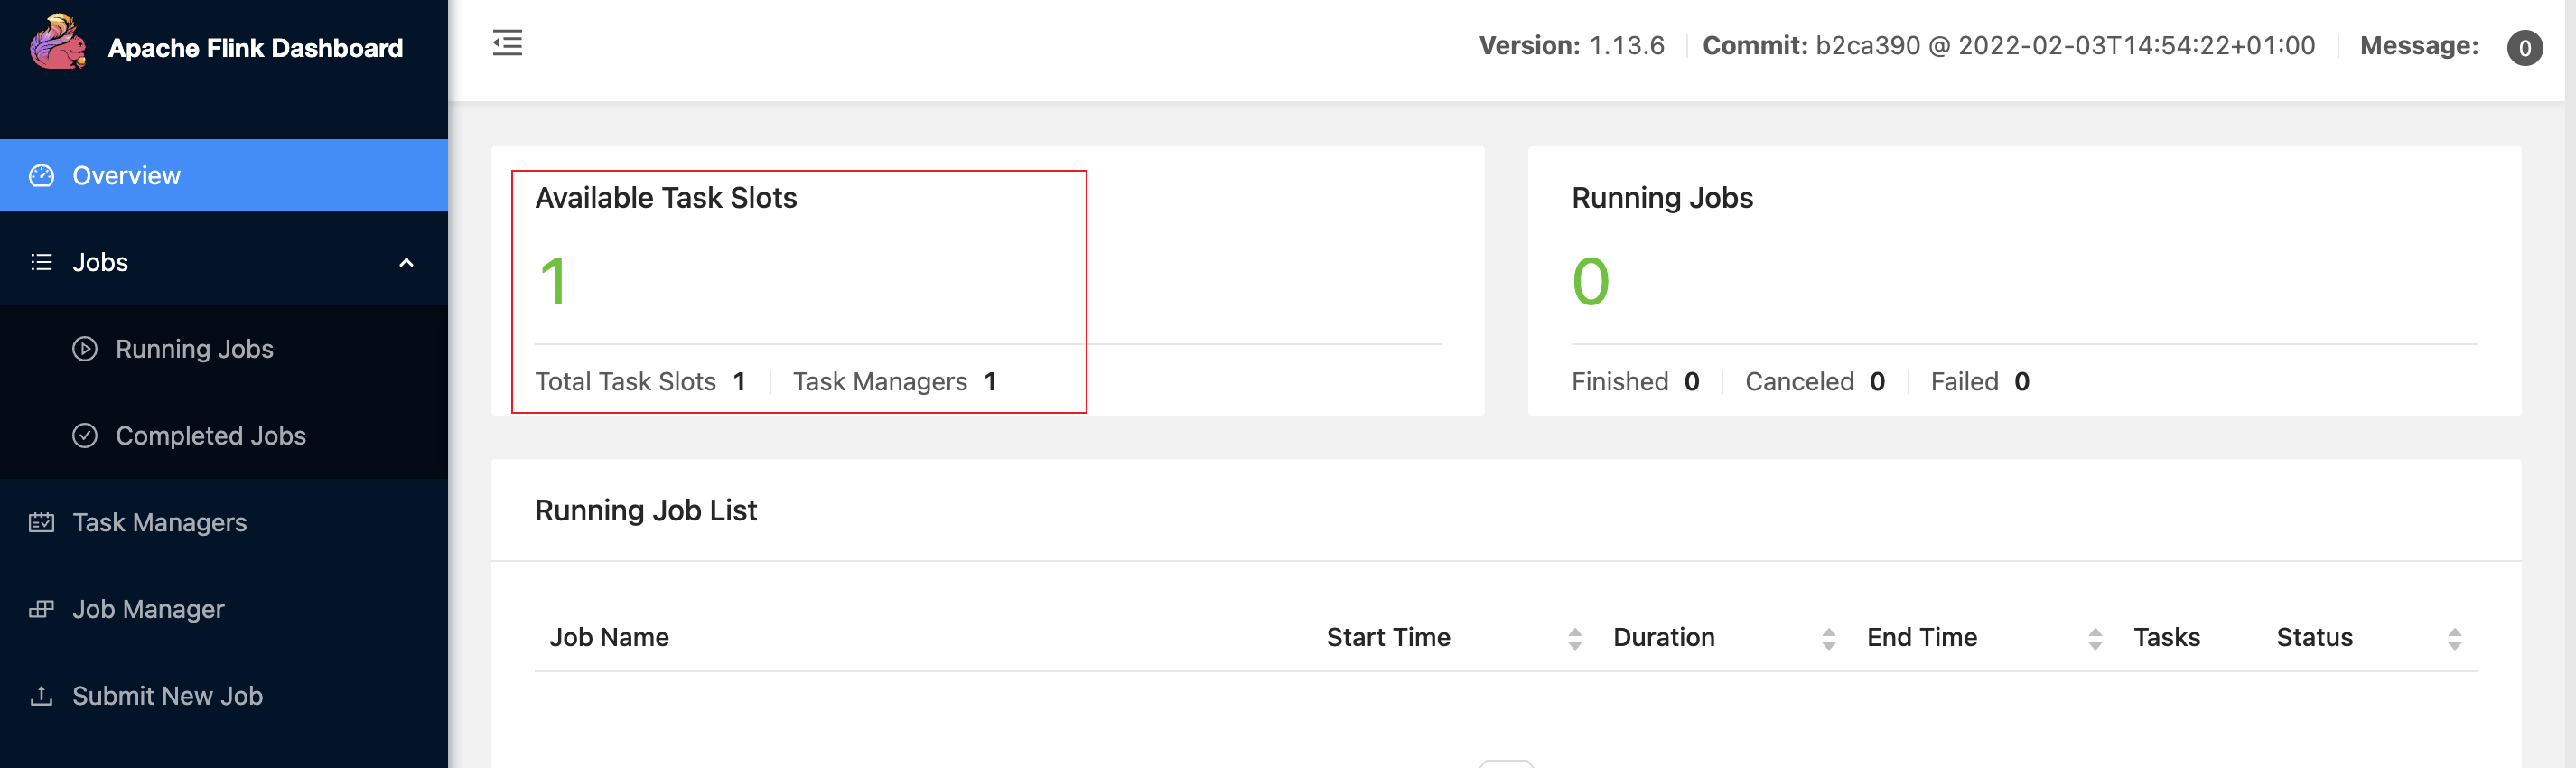 Apache Flink Dashboard
Version: 1.13.6 Commit: b2ca390 @ 2022-02-03T14:54:22+01:00 Message: 0
Overview
Jobs
Running Jobs
Completed Jobs
Task Managers
Job Manager
Submit New Job
Available Task Slots
1
Total Task Slots 1 Task Managers 1
Running Jobs
0
Finished 0 Canceled 0 Failed 0
Running Job List
Job Name Start Time Duration End Time Tasks Status